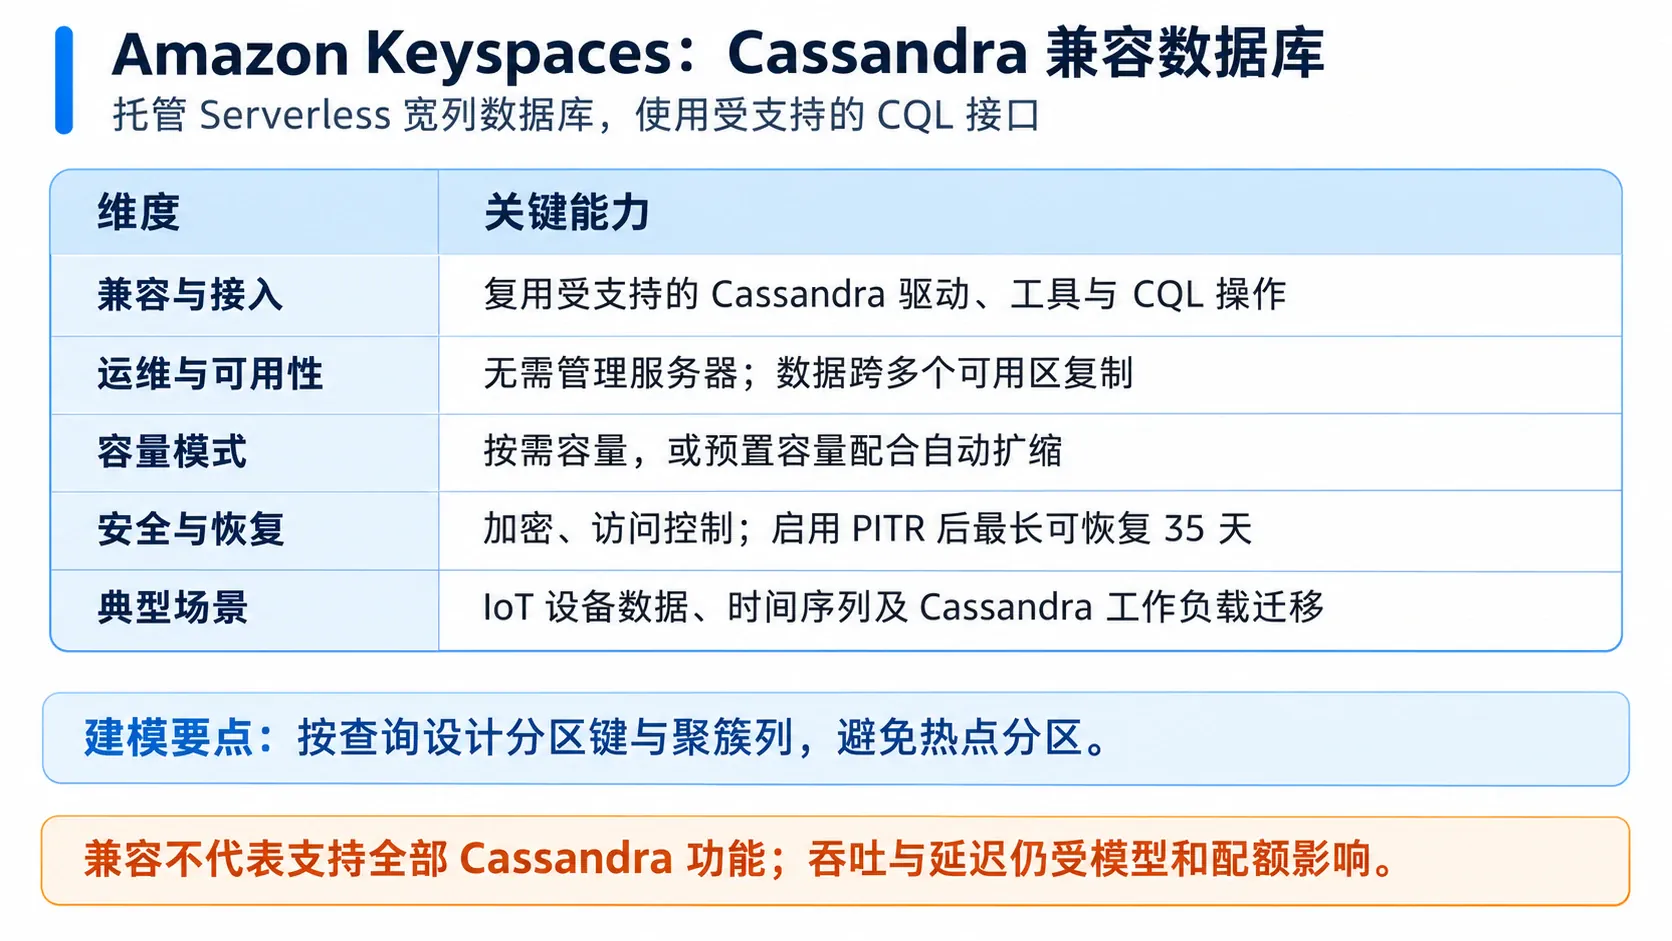 Amazon Keyspaces：Cassandra 兼容数据库
托管 Serverless 宽列数据库，使用受支持的 CQL 接口
维度
关键能力
兼容与接入
复用受支持的 Cassandra 驱动、工具与 CQL 操作
运维与可用性
无需管理服务器；数据跨多个可用区复制
容量模式
按需容量，或预置容量配合自动扩缩
安全与恢复
加密、访问控制；启用 PITR 后最长可恢复 35 天
典型场景
IoT 设备数据、时间序列及 Cassandra 工作负载迁移
建模要点：按查询设计分区键与聚簇列，避免热点分区。
兼容不代表支持全部 Cassandra 功能；吞吐与延迟仍受模型和配额影响。